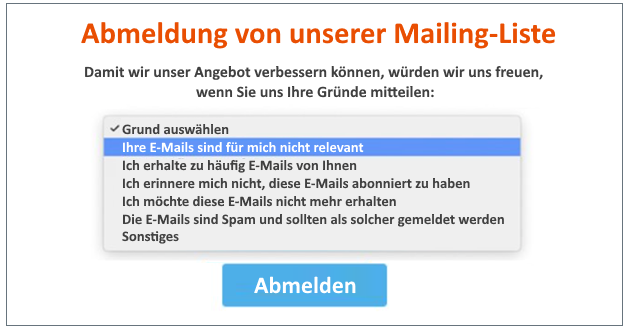 Abmeldung von unserer Mailing-Liste
Damit wir unser Angebot verbessern können, würden wir uns freuen,
wenn Sie uns Ihre Gründe mitteilen:
✓ Grund auswählen
Ihre E-Mails sind für mich nicht relevant
Ich erhalte zu häufig E-Mails von Ihnen
Ich erinnere mich nicht, diese E-Mails abonniert zu haben
Ich möchte diese E-Mails nicht mehr erhalten
Die E-Mails sind Spam und sollten als solcher gemeldet werden
Sonstiges
Abmelden